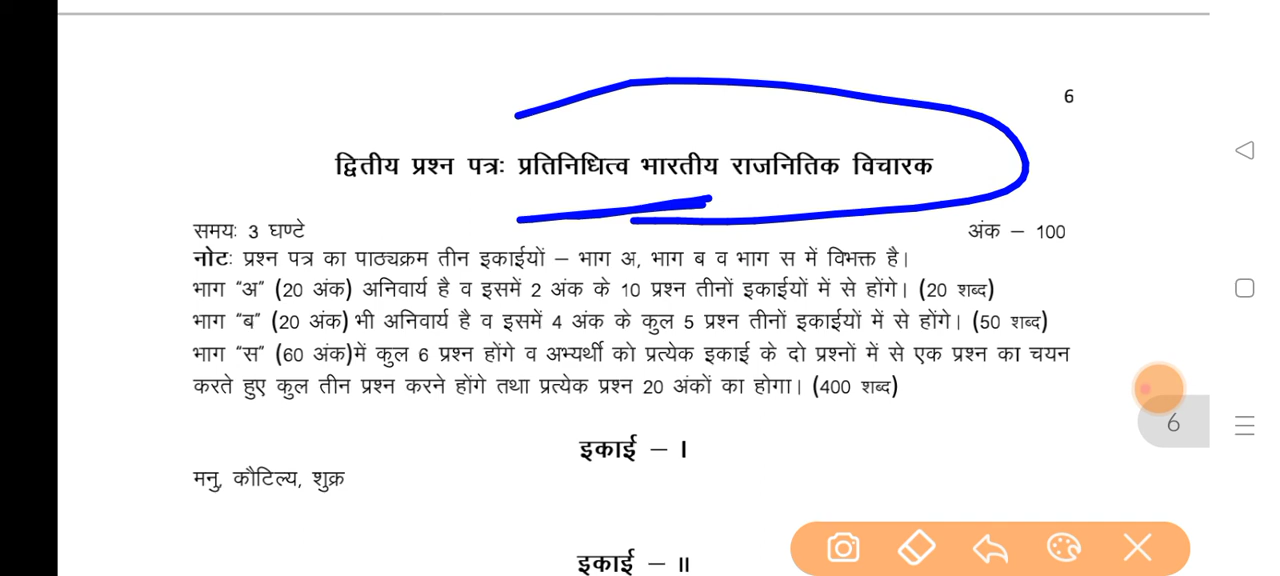 6
द्वितीय प्रश्न पत्रः प्रतिनिधित्व भारतीय राजनितिक विचारक
समयः 3 घण्टे अंक – 100
नोटः प्रश्न पत्र का पाठ्यक्रम तीन इकाईयों – भाग अ, भाग ब व भाग स में विभक्त है।
भाग "अ" (20 अंक) अनिवार्य है व इसमें 2 अंक के 10 प्रश्न तीनों इकाईयों में से होंगे। (20 शब्द)
भाग "ब" (20 अंक) भी अनिवार्य है व इसमें 4 अंक के कुल 5 प्रश्न तीनों इकाईयों में से होंगे। (50 शब्द)
भाग "स" (60 अंक)में कुल 6 प्रश्न होंगे व अभ्यर्थी को प्रत्येक इकाई के दो प्रश्नों में से एक प्रश्न का चयन
करते हुए कुल तीन प्रश्न करने होंगे तथा प्रत्येक प्रश्न 20 अंकों का होगा। (400 शब्द)
6
इकाई – I
मनु, कौटिल्य, शुक्र
इकाई – II